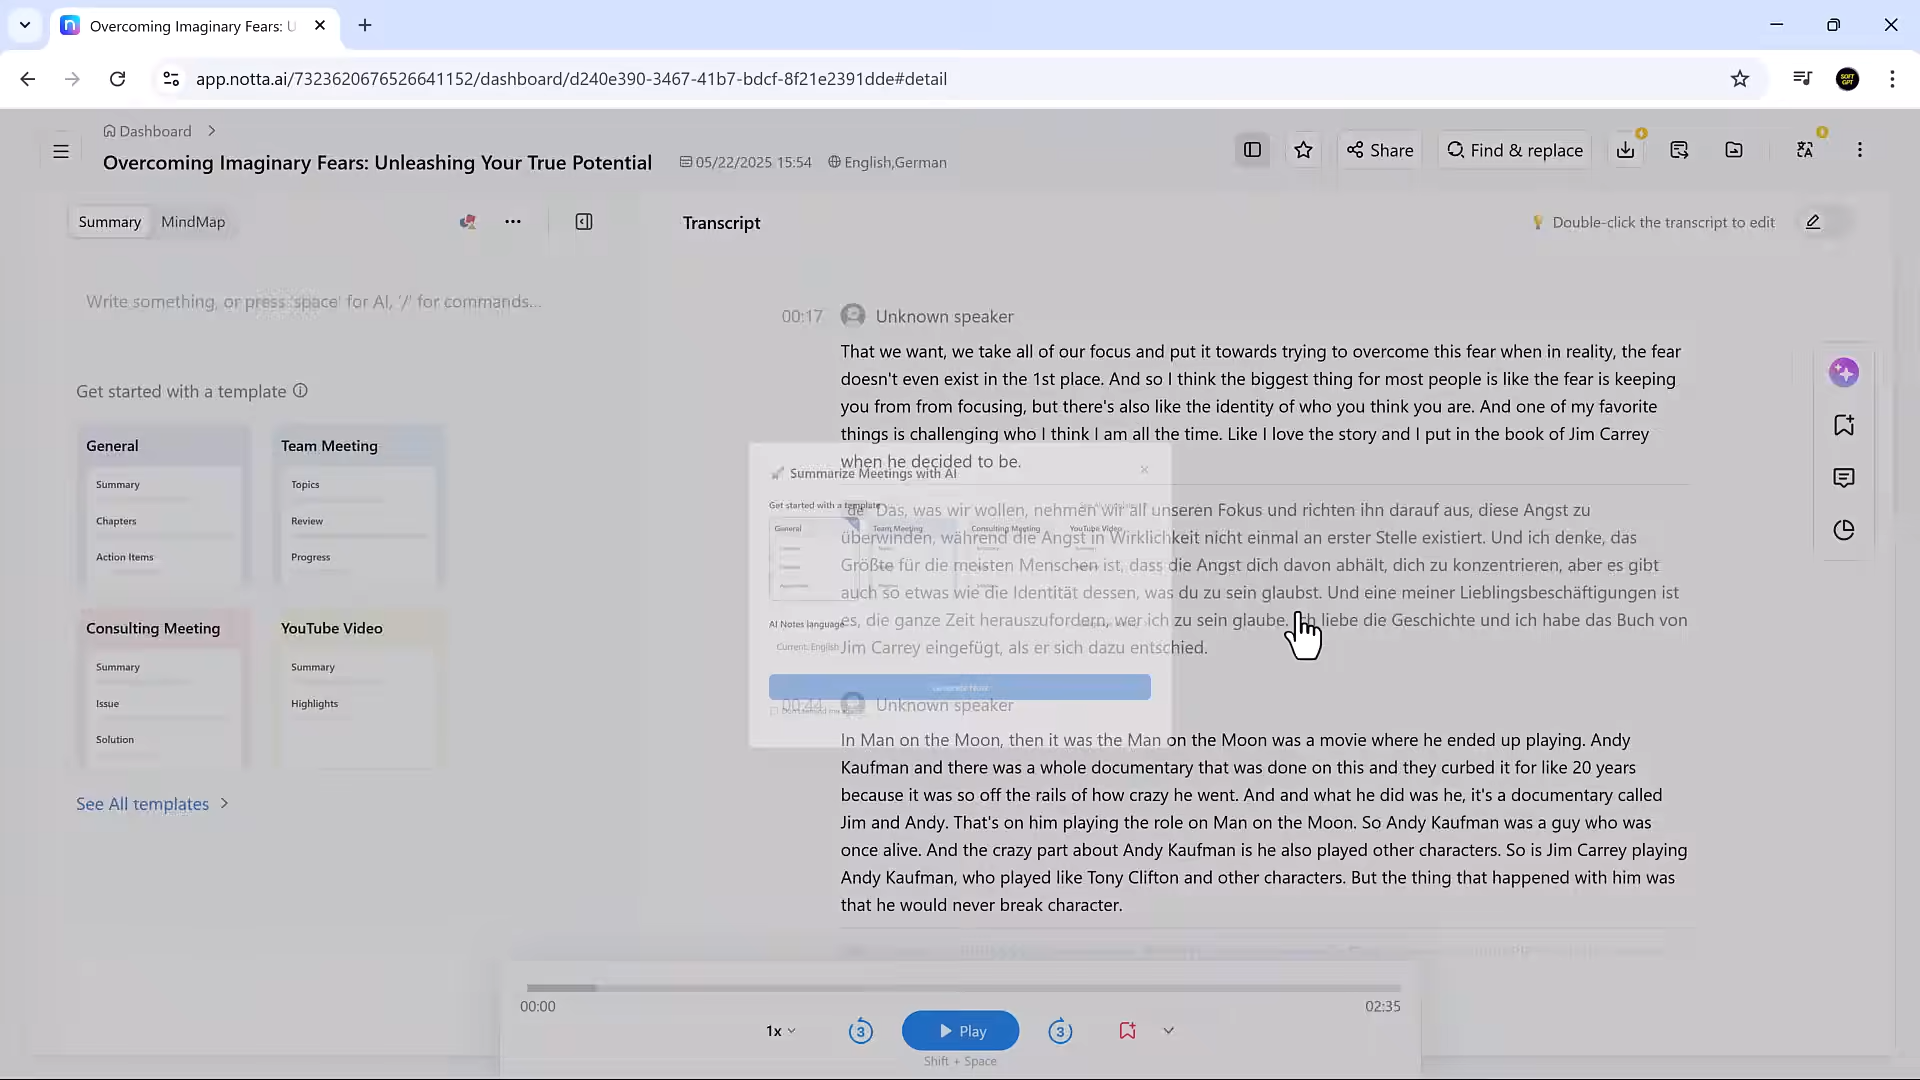 Overcoming Imaginary Fears: U
app.notta.ai/7323620676526641152/dashboard/d240e390-3467-41b7-bdcf-8f21e2391dde#detail
SOFT GPT
Dashboard
Overcoming Imaginary Fears: Unleashing Your True Potential
05/22/2025 15:54
English,German
Share
Find & replace
Summary
MindMap
Transcript
Double-click the transcript to edit
Write something, or press 'space' for AI, '/' for commands...
Get started with a template
General
Summary
Chapters
Action Items
Team Meeting
Topics
Review
Progress
Consulting Meeting
Summary
Issue
Solution
YouTube Video
Summary
Highlights
See All templates
00:17
Unknown speaker
That we want, we take all of our focus and put it towards trying to overcome this fear when in reality, the fear
doesn't even exist in the 1st place. And so I think the biggest thing for most people is like the fear is keeping
you from from focusing, but there's also like the identity of who you think you are. And one of my favorite
things is challenging who I think I am all the time. Like I love the story and I put in the book of Jim Carrey
when he decided to be.
de Das, was wir wollen, nehmen wir all unseren Fokus und richten ihn darauf aus, diese Angst zu
überwinden, während die Angst in Wirklichkeit nicht einmal an erster Stelle existiert. Und ich denke, das
Größte für die meisten Menschen ist, dass die Angst dich davon abhält, dich zu konzentrieren, aber es gibt
auch so etwas wie die Identität dessen, was du zu sein glaubst. Und eine meiner Lieblingsbeschäftigungen ist
es, die ganze Zeit herauszufordern, wer ich zu sein glaube. Ich liebe die Geschichte und ich habe das Buch von
Jim Carrey eingefügt, als er sich dazu entschied.
Summarize Meetings with AI
Get started with a template
General
Team Meeting
Consulting Meeting
YouTube Video
AI Notes language
Current: English
00:44
Unknown speaker
In Man on the Moon, then it was the Man on the Moon was a movie where he ended up playing. Andy
Kaufman and there was a whole documentary that was done on this and they curbed it for like 20 years
because it was so off the rails of how crazy he went. And and what he did was he, it's a documentary called
Jim and Andy. That's on him playing the role on Man on the Moon. So Andy Kaufman was a guy who was
once alive. And the crazy part about Andy Kaufman is he also played other characters. So is Jim Carrey playing
Andy Kaufman, who played like Tony Clifton and other characters. But the thing that happened with him was
that he would never break character.
00:00
02:35
1x
3
Play
3
Shift + Space